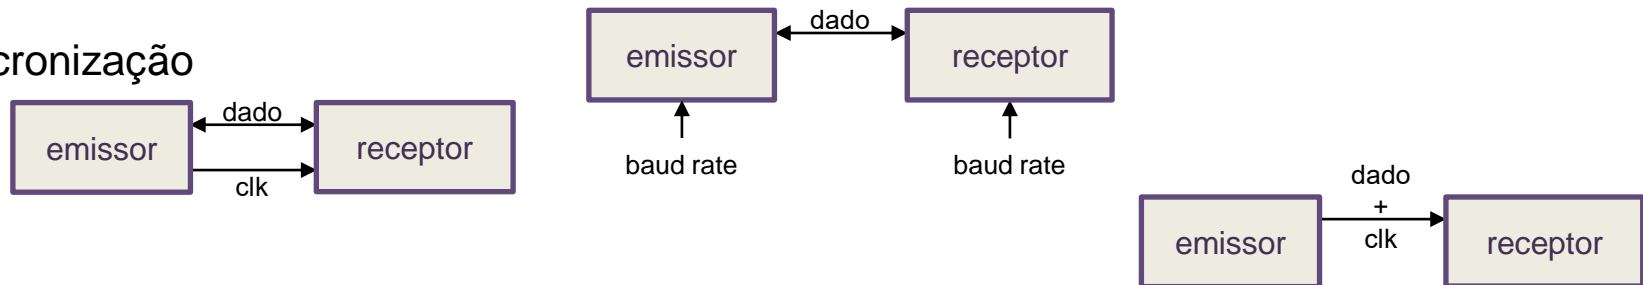 cronização
emissor
dado
clk
receptor
emissor
dado
receptor
baud rate
baud rate
emissor
dado
+
clk
receptor